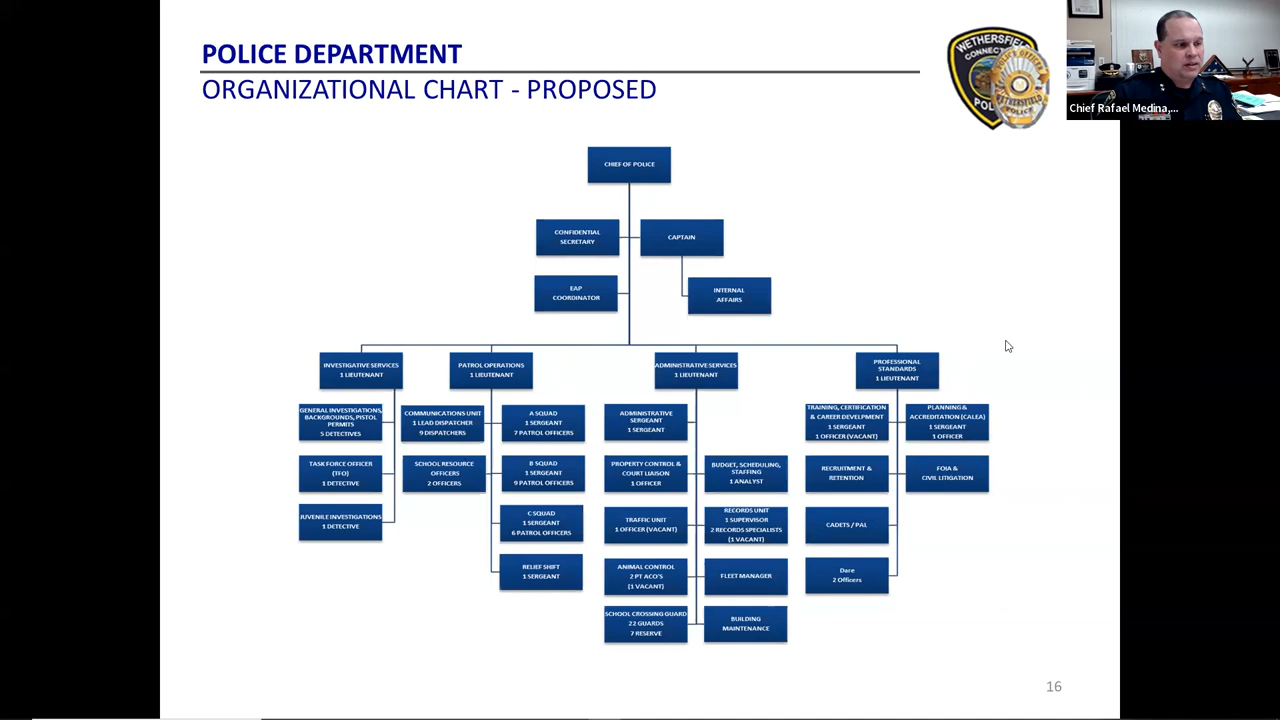 POLICE DEPARTMENT
ORGANIZATIONAL CHART - PROPOSED
WETHERSFIELD
CONNECTICUT
POLICE
POLICE OFFICER
WETHERSFIELD
POLICE
Chief Rafael Medina,...
CHIEF OF POLICE
CONFIDENTIAL
SECRETARY
CAPTAIN
EAP
COORDINATOR
INTERNAL
AFFAIRS
INVESTIGATIVE SERVICES
1 LIEUTENANT
GENERAL INVESTIGATIONS,
BACKGROUNDS, PISTOL
PERMITS
5 DETECTIVES
TASK FORCE OFFICER
(TFO)
1 DETECTIVE
JUVENILE INVESTIGATIONS
1 DETECTIVE
PATROL OPERATIONS
1 LIEUTENANT
COMMUNICATIONS UNIT
1 LEAD DISPATCHER
9 DISPATCHERS
SCHOOL RESOURCE
OFFICERS
2 OFFICERS
A SQUAD
1 SERGEANT
7 PATROL OFFICERS
B SQUAD
1 SERGEANT
9 PATROL OFFICERS
C SQUAD
1 SERGEANT
6 PATROL OFFICERS
RELIEF SHIFT
1 SERGEANT
ADMINISTRATIVE SERVICES
1 LIEUTENANT
ADMINISTRATIVE
SERGEANT
1 SERGEANT
PROPERTY CONTROL &
COURT LIAISON
1 OFFICER
TRAFFIC UNIT
1 OFFICER (VACANT)
ANIMAL CONTROL
2 PT ACO'S
(1 VACANT)
SCHOOL CROSSING GUARD
22 GUARDS
7 RESERVE
BUDGET, SCHEDULING,
STAFFING
1 ANALYST
RECORDS UNIT
1 SUPERVISOR
2 RECORDS SPECIALISTS
(1 VACANT)
FLEET MANAGER
BUILDING
MAINTENANCE
PROFESSIONAL
STANDARDS
1 LIEUTENANT
TRAINING, CERTIFICATION
& CAREER DEVELPMENT
1 SERGEANT
1 OFFICER (VACANT)
RECRUITMENT &
RETENTION
CADETS / PAL
Dare
2 Officers
PLANNING &
ACCREDITATION (CALEA)
1 SERGEANT
1 OFFICER
FOIA &
CIVIL LITIGATION
16